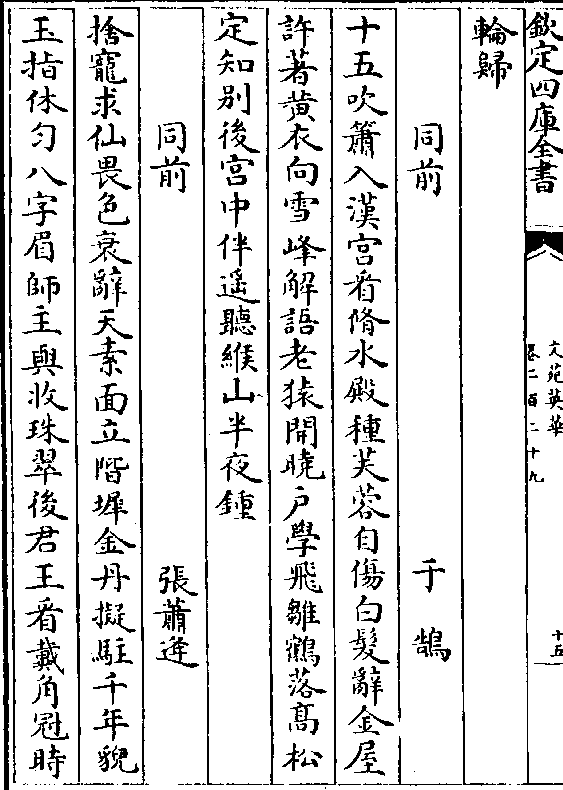 欽定四庫全書
文苑英華
卷二百二十九
十五
輪歸
同前　于鵠
十五吹簫入漢宮看脩水殿種芙蓉自傷白髮辭金屋
許著黄衣向雪峰解語老猿開曉户學飛雛鶴落髙松
定知别後宮中伴遥聽緱山半夜鍾
同前　張蕭逺
捨寵求仙畏色衰辭天素面立階墀金丹擬駐千年貌
玉指休匀八字眉師主與收珠翠後君王看戴角冠時